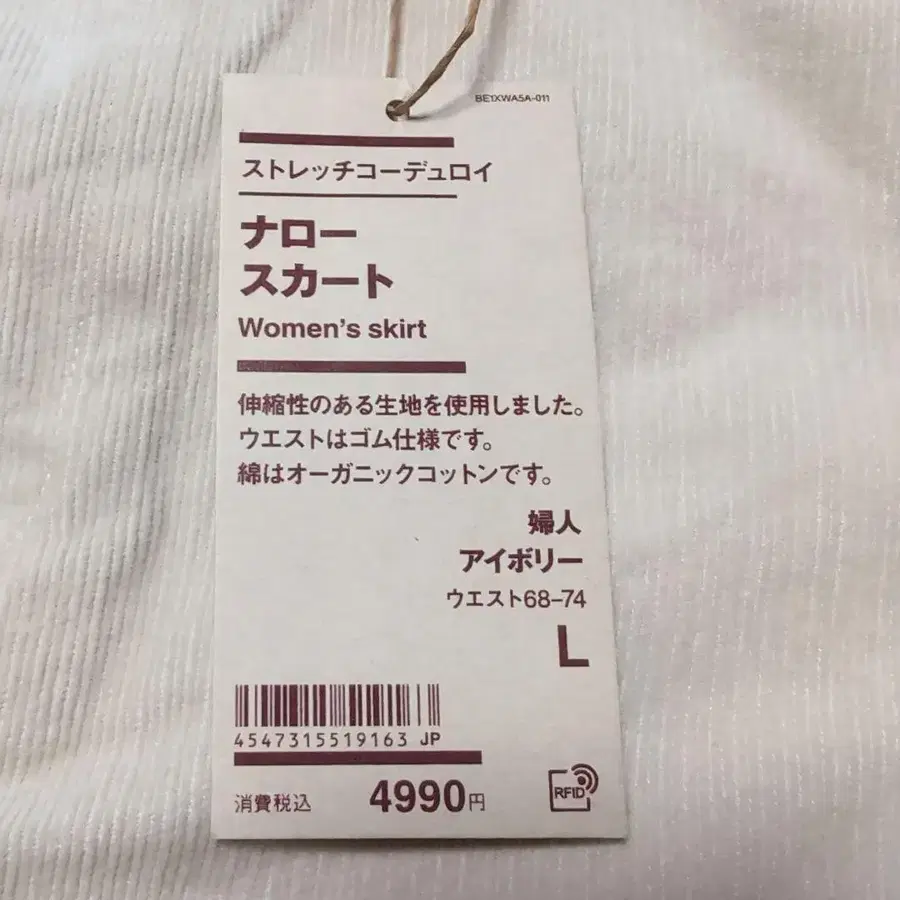 BE1XWA5A-011
ストレッチコーデュロイ
ナロー
スカート
Women's skirt
伸縮性のある生地を使用しました。
ウエストはゴム仕様です。
綿はオーガニックコットンです。
婦人
アイボリー
ウエスト68–74
L
4547315519163 JP
消費税込 4990円
RFID